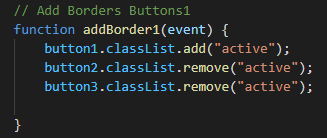 // Add Borders Buttons1
function addBorder1(event) {
    button1.classList.add("active");
    button2.classList.remove("active");
    button3.classList.remove("active");
}